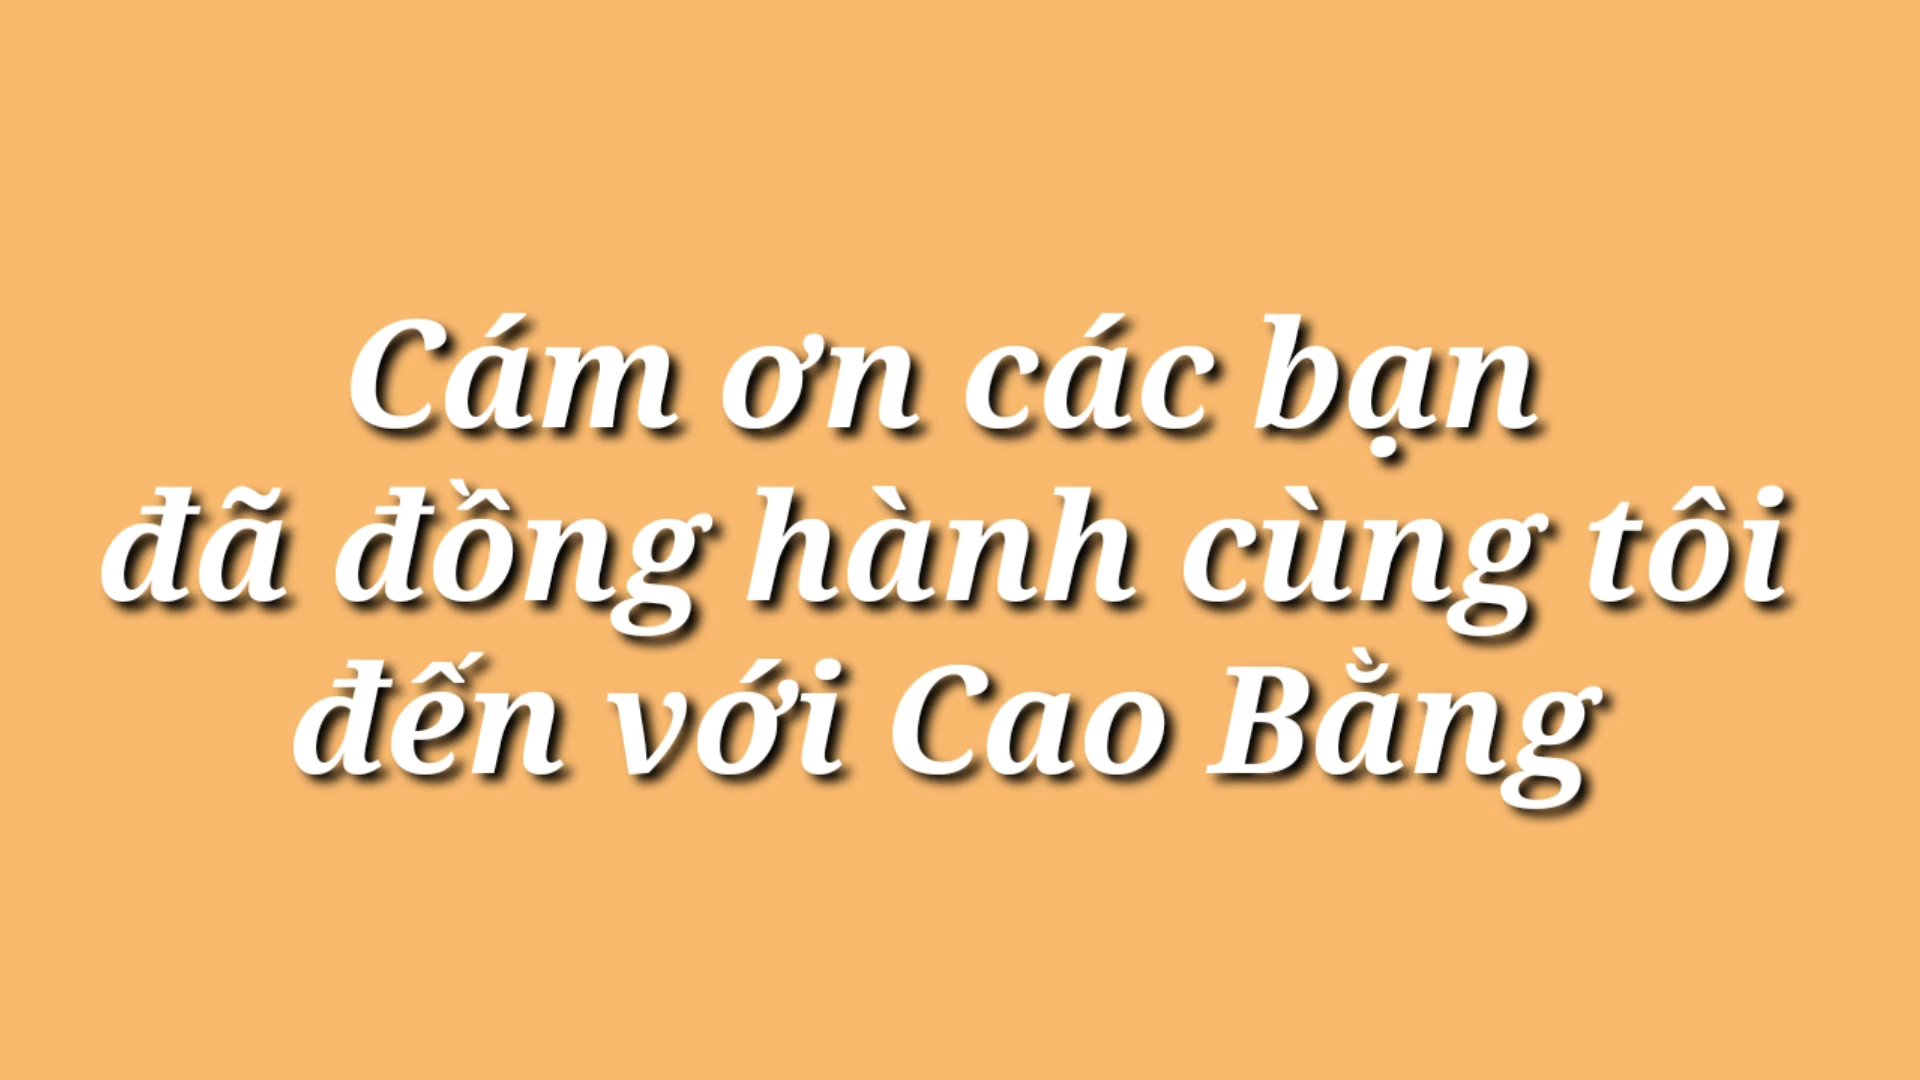 Cám ơn các bạn
đã đồng hành cùng tôi
đến với Cao Bằng